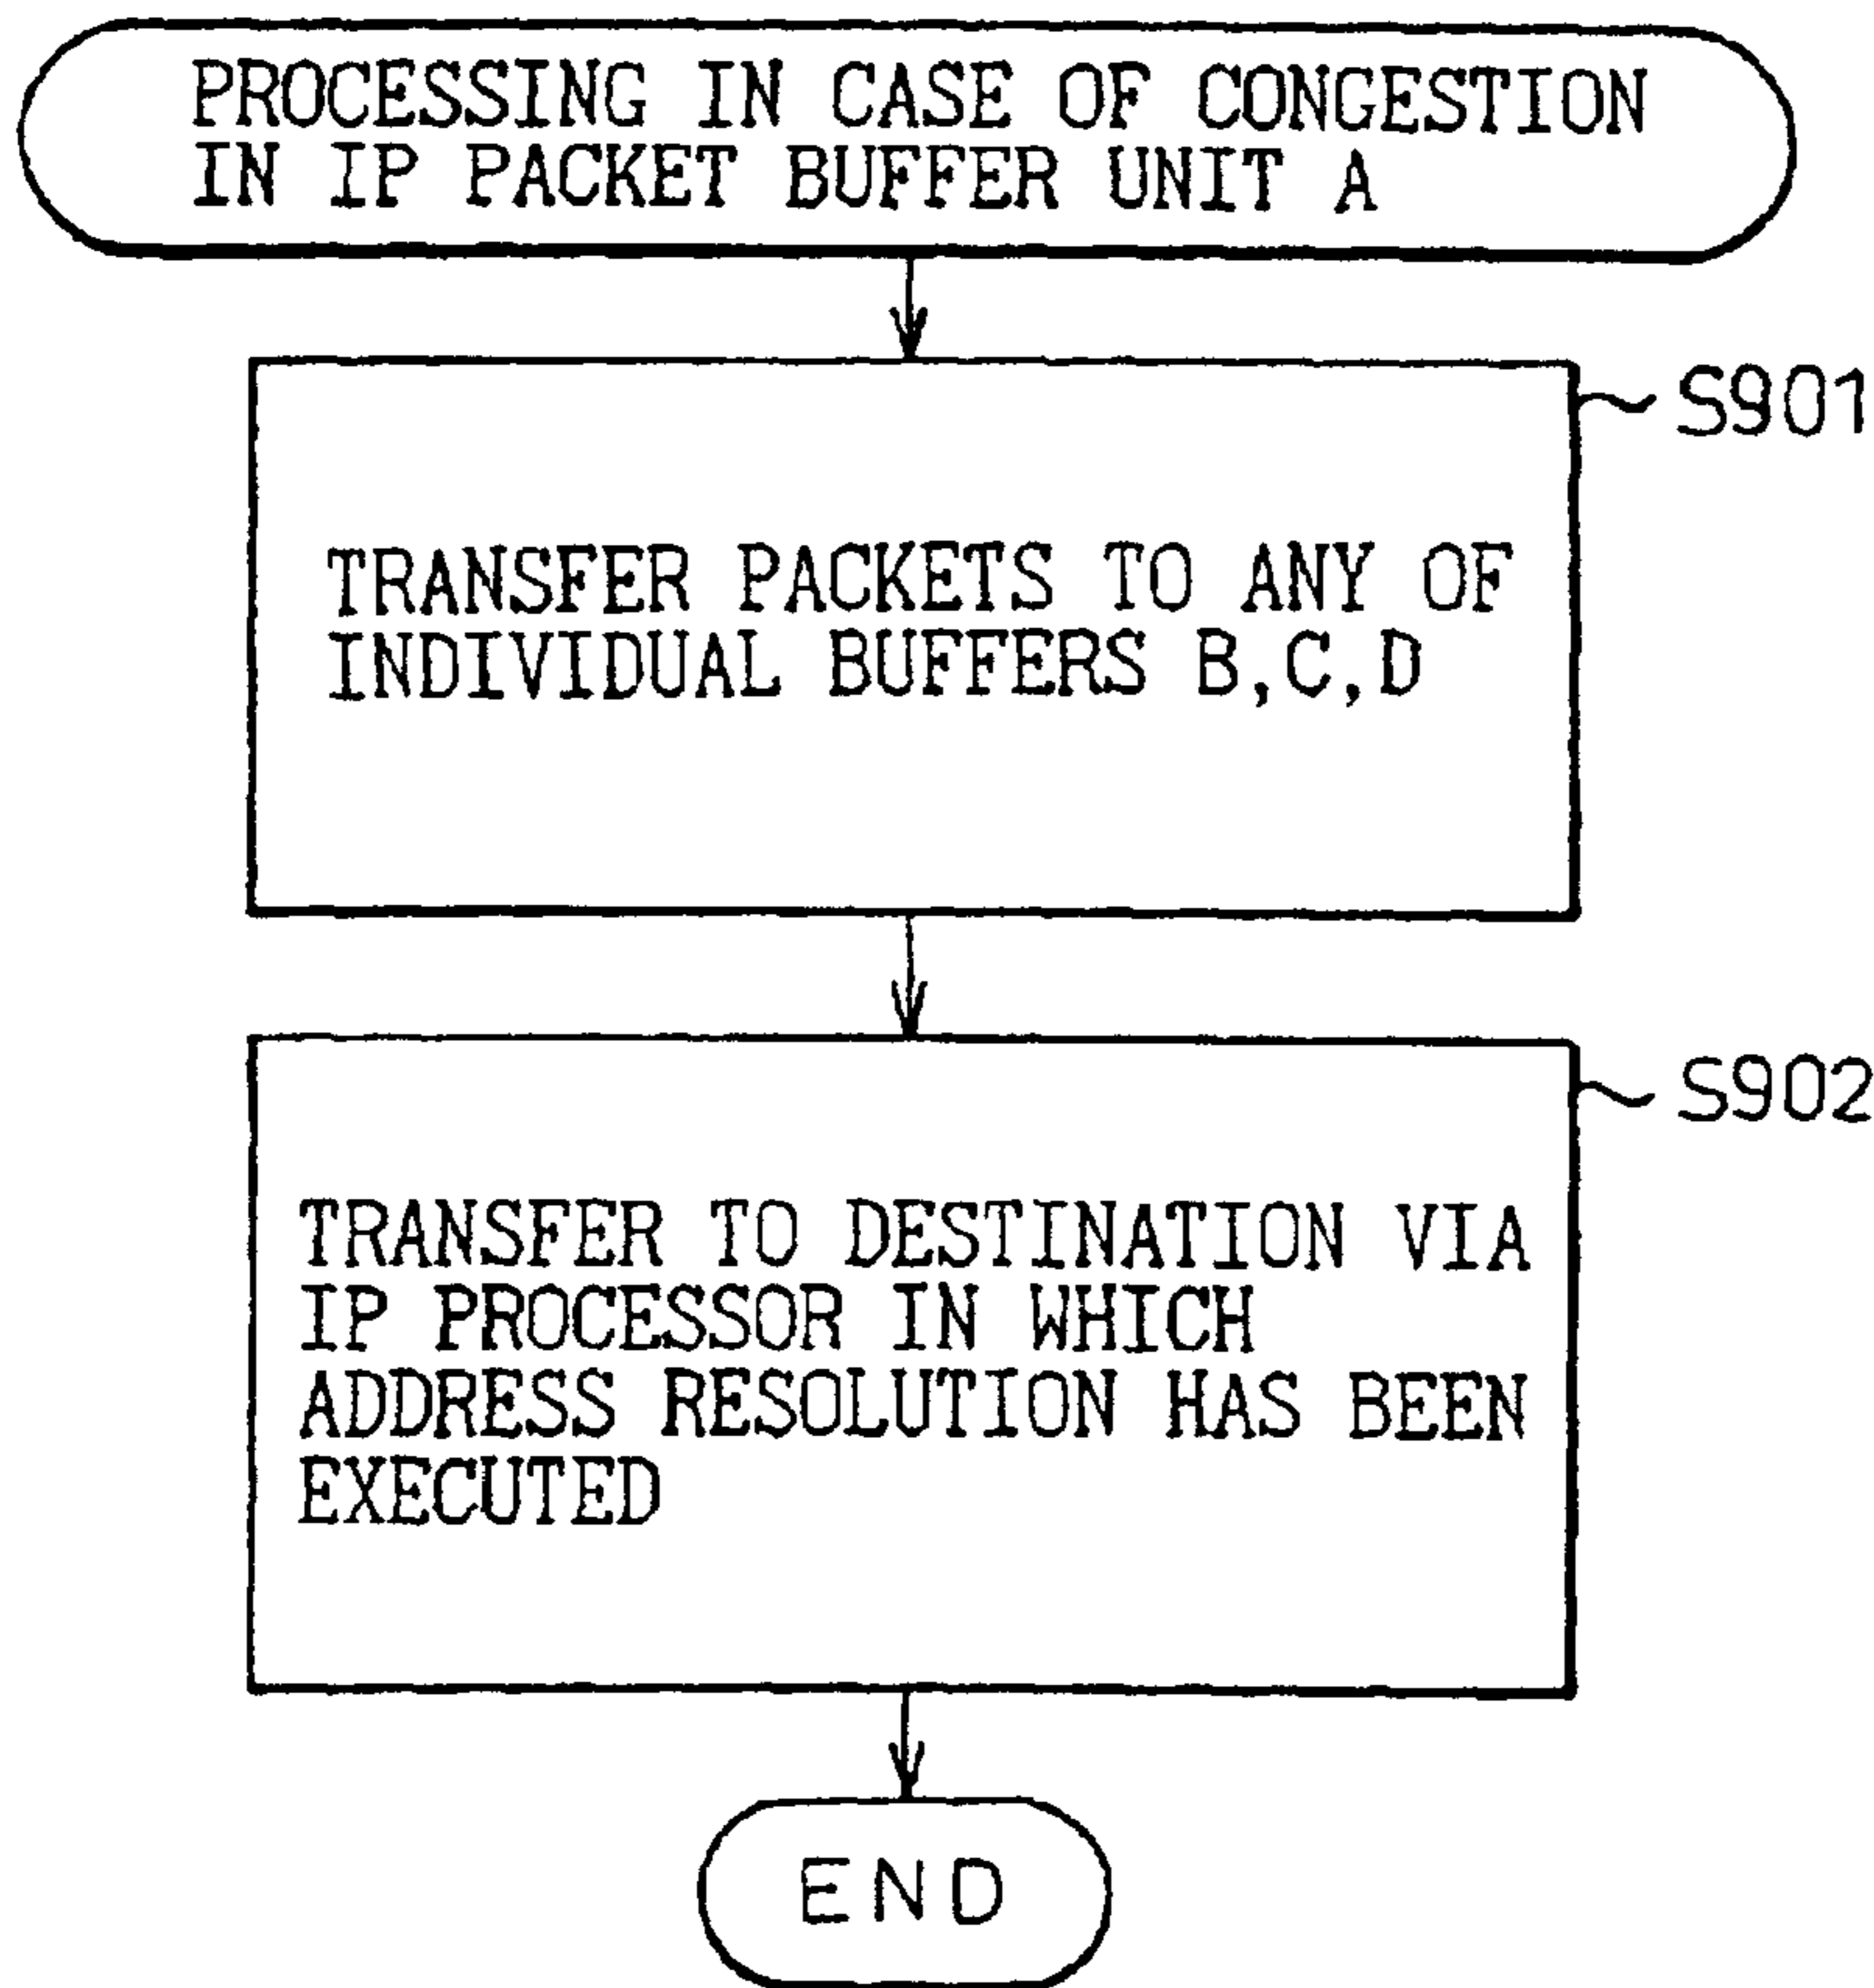 PROCESSING IN CASE OF CONGESTION
IN IP PACKET BUFFER UNIT A
S901
TRANSFER PACKETS TO ANY OF
INDIVIDUAL BUFFERS B,C,D
S902
TRANSFER TO DESTINATION VIA
IP PROCESSOR IN WHICH
ADDRESS RESOLUTION HAS BEEN
EXECUTED
END